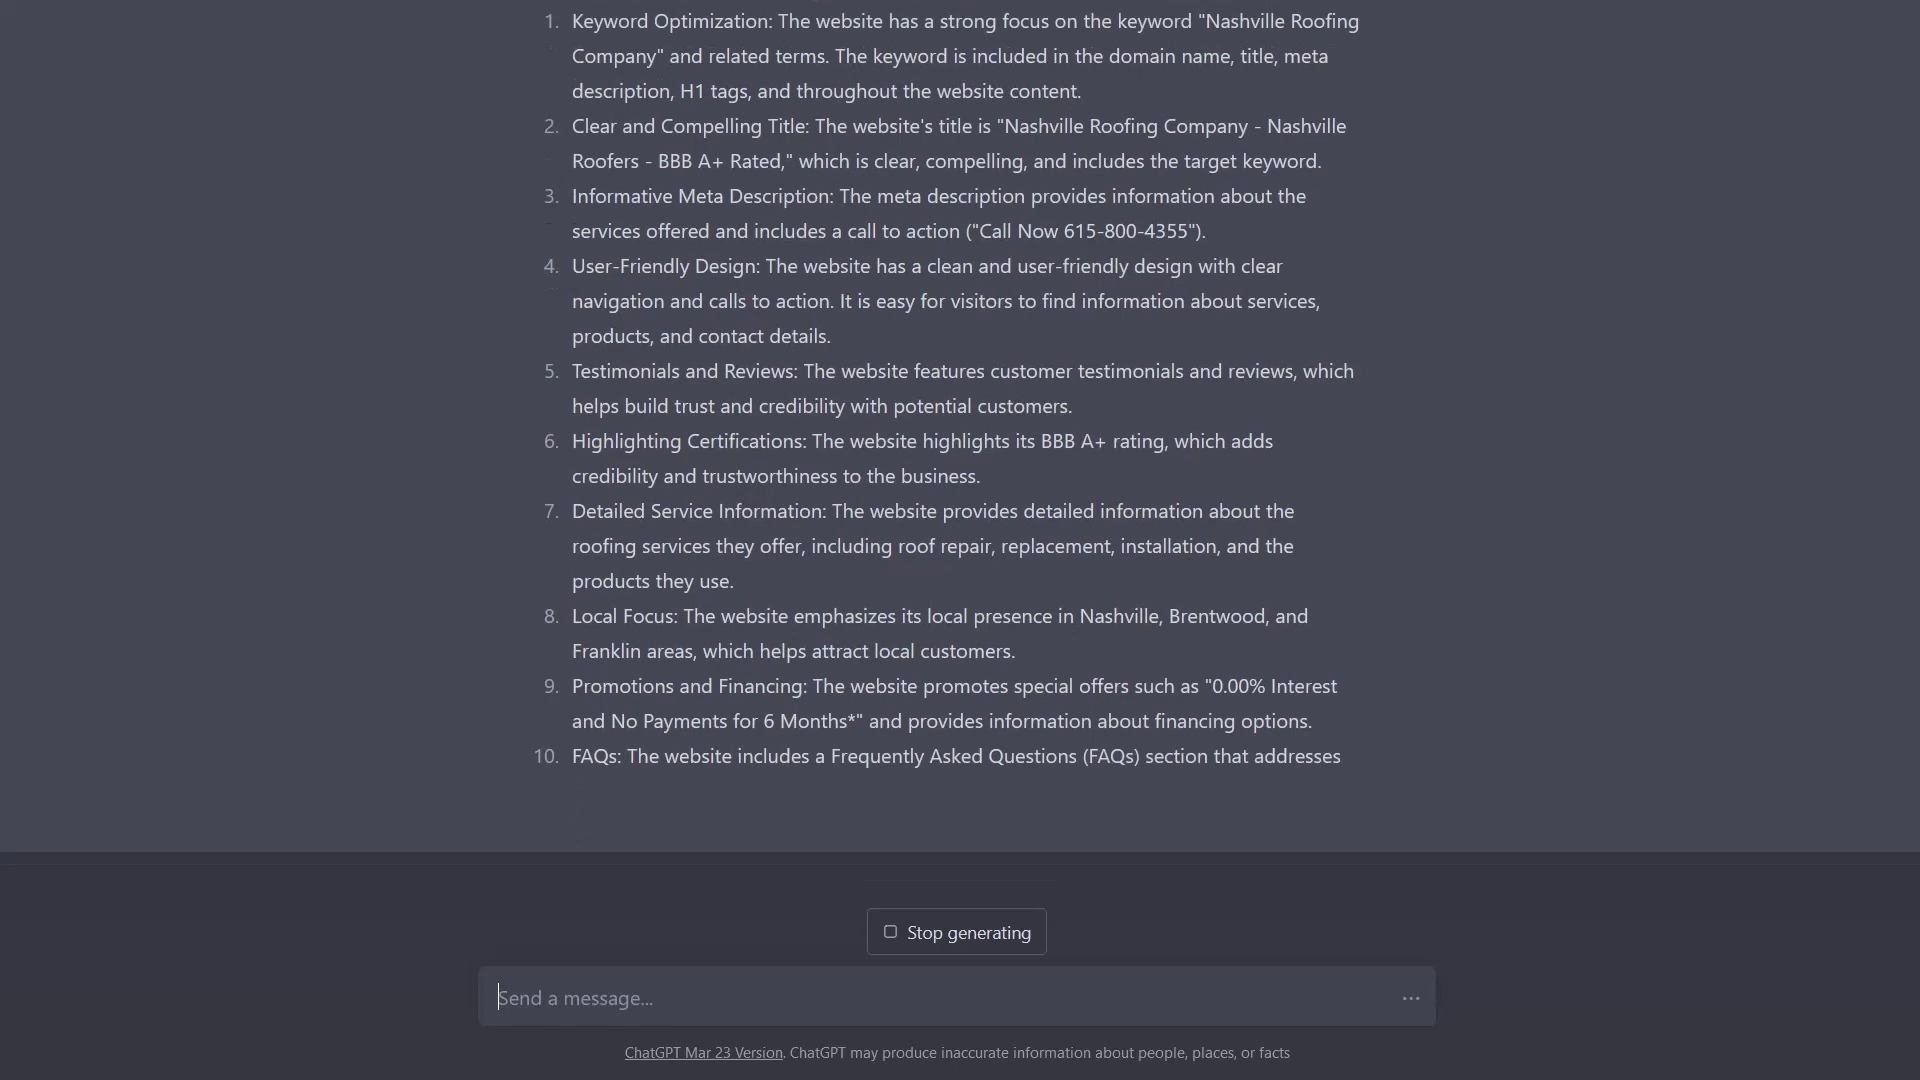 1. Keyword Optimization: The website has a strong focus on the keyword "Nashville Roofing
Company" and related terms. The keyword is included in the domain name, title, meta
description, H1 tags, and throughout the website content.
2. Clear and Compelling Title: The website's title is "Nashville Roofing Company - Nashville
Roofers - BBB A+ Rated," which is clear, compelling, and includes the target keyword.
3. Informative Meta Description: The meta description provides information about the
services offered and includes a call to action ("Call Now 615-800-4355").
4. User-Friendly Design: The website has a clean and user-friendly design with clear
navigation and calls to action. It is easy for visitors to find information about services,
products, and contact details.
5. Testimonials and Reviews: The website features customer testimonials and reviews, which
helps build trust and credibility with potential customers.
6. Highlighting Certifications: The website highlights its BBB A+ rating, which adds
credibility and trustworthiness to the business.
7. Detailed Service Information: The website provides detailed information about the
roofing services they offer, including roof repair, replacement, installation, and the
products they use.
8. Local Focus: The website emphasizes its local presence in Nashville, Brentwood, and
Franklin areas, which helps attract local customers.
9. Promotions and Financing: The website promotes special offers such as "0.00% Interest
and No Payments for 6 Months*" and provides information about financing options.
10. FAQs: The website includes a Frequently Asked Questions (FAQs) section that addresses
Stop generating
Send a message...
ChatGPT Mar 23 Version. ChatGPT may produce inaccurate information about people, places, or facts